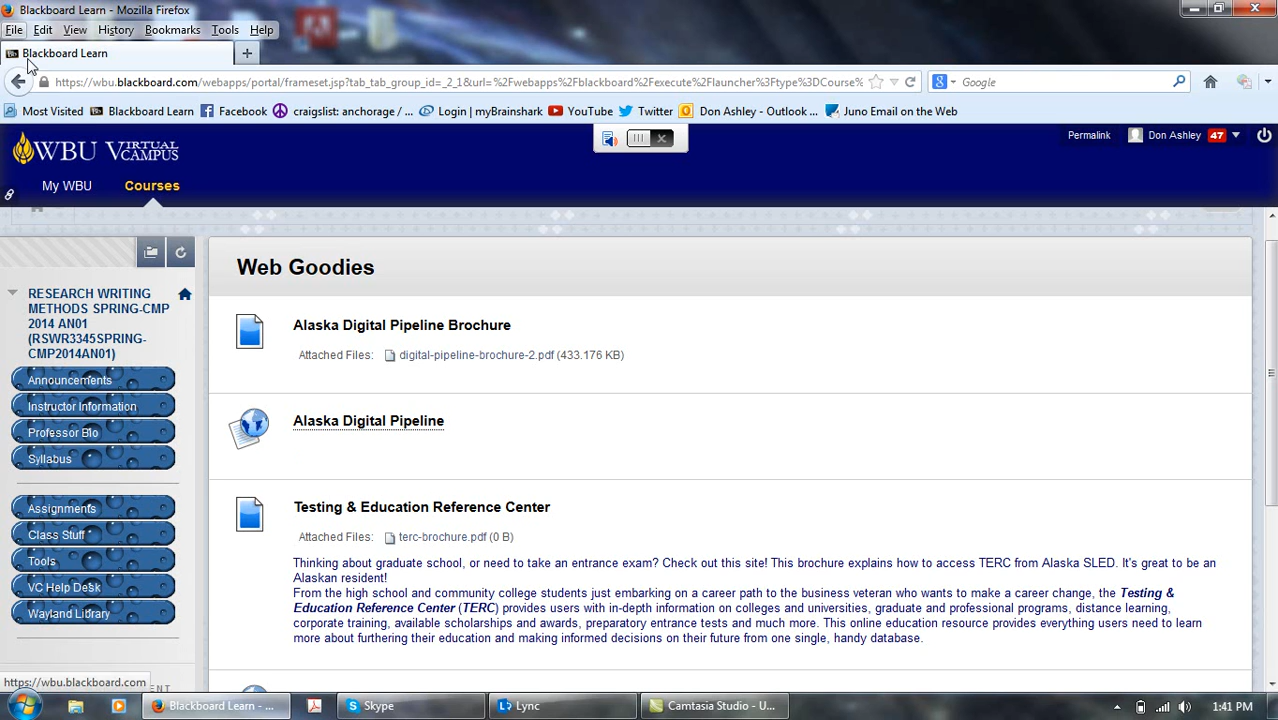 Blackboard Learn - Mozilla Firefox
File Edit View History Bookmarks Tools Help
Blackboard Learn
https://wbu.blackboard.com/webapps/portal/frameset.jsp?tab_tab_group_id=_2_1&url=%2Fwebapps%2Fblackboard%2Fexecute%2Flauncher%3Ftype%3DCourse%
Google
Most Visited Blackboard Learn Facebook craigslist: anchorage /... Login | myBrainshark YouTube Twitter Don Ashley - Outlook ... Juno Email on the Web
WBU VIRTUAL CAMPUS
Permalink Don Ashley 47
My WBU Courses
Web Goodies
RESEARCH WRITING
METHODS SPRING-CMP
2014 AN01
(RSWR3345SPRING-
CMP2014AN01)
Announcements
Instructor Information
Professor Bio
Syllabus
Assignments
Class Stuff
Tools
VC Help Desk
Wayland Library
Alaska Digital Pipeline Brochure
Attached Files: digital-pipeline-brochure-2.pdf (433.176 KB)
Alaska Digital Pipeline
Testing & Education Reference Center
Attached Files: terc-brochure.pdf (0 B)
Thinking about graduate school, or need to take an entrance exam? Check out this site! This brochure explains how to access TERC from Alaska SLED. It's great to be an
Alaskan resident!
From the high school and community college students just embarking on a career path to the business veteran who wants to make a career change, the Testing &
Education Reference Center (TERC) provides users with in-depth information on colleges and universities, graduate and professional programs, distance learning,
corporate training, available scholarships and awards, preparatory entrance tests and much more. This online education resource provides everything users need to learn
more about furthering their education and making informed decisions on their future from one single, handy database.
https://wbu.blackboard.com
Blackboard Learn - ... Skype Lync Camtasia Studio - U... 1:41 PM